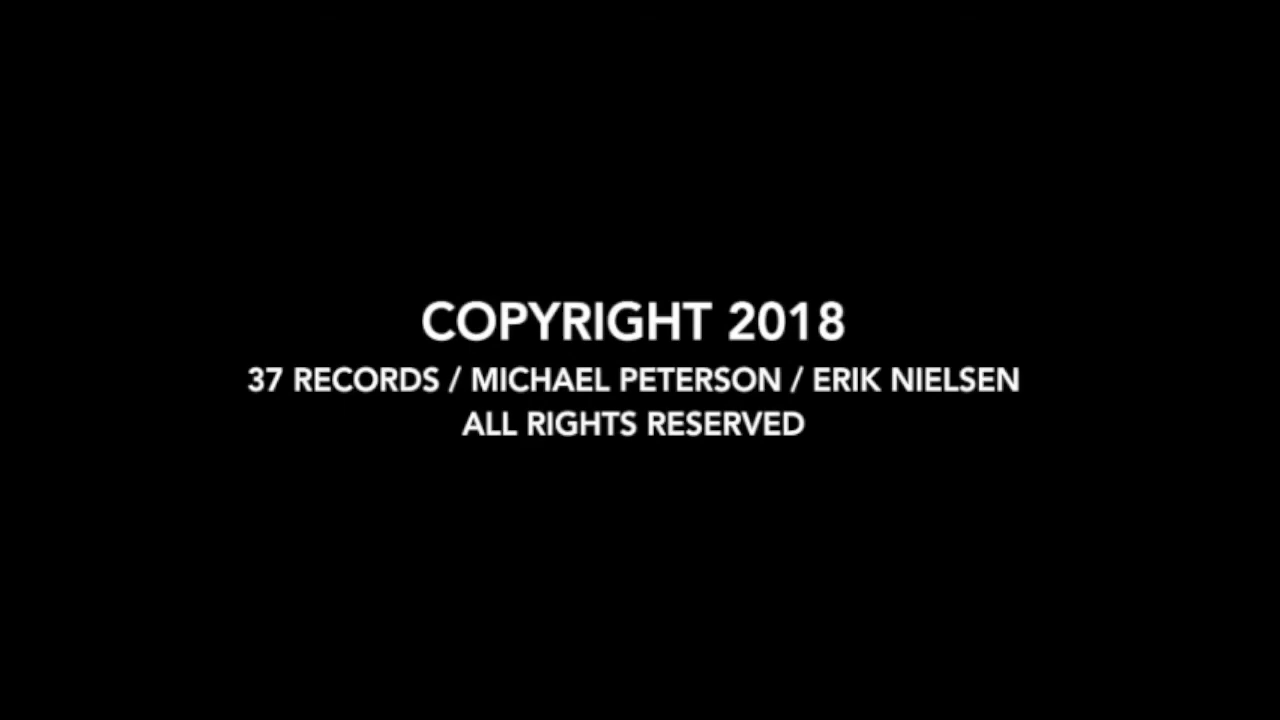 COPYRIGHT 2018
37 RECORDS / MICHAEL PETERSON / ERIK NIELSEN
ALL RIGHTS RESERVED